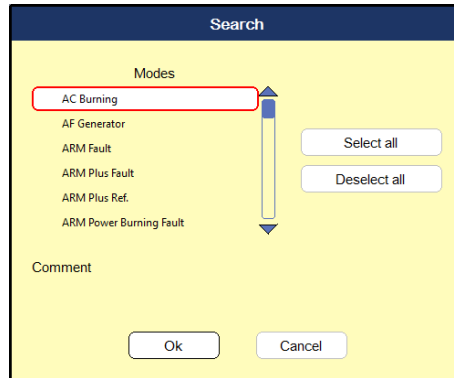 Search
Modes
AC Burning
AF Generator
ARM Fault
ARM Plus Fault
ARM Plus Ref.
ARM Power Burning Fault
Select all
Deselect all
Comment
Ok
Cancel